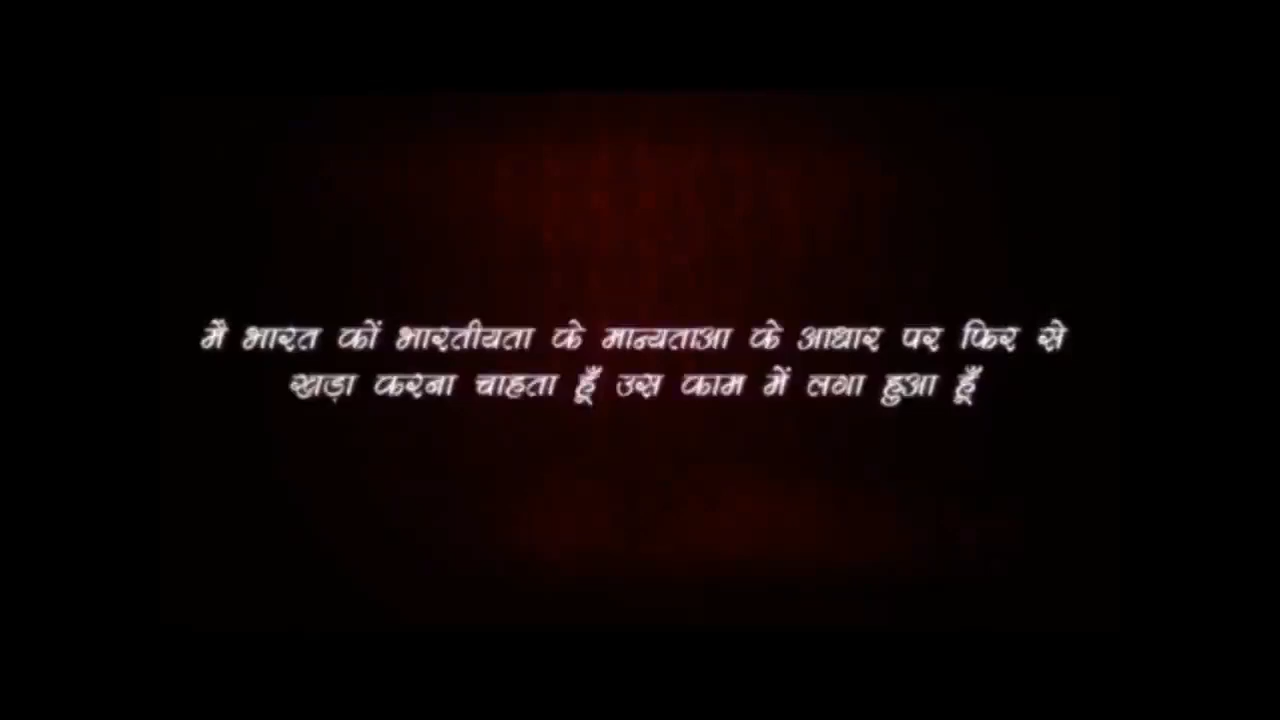 मै भारत कों भारतीयता के मान्यताआ के आधार पर फिर से
खड़ा करना चाहता हूँ उस काम में लगा हुआ हूँ